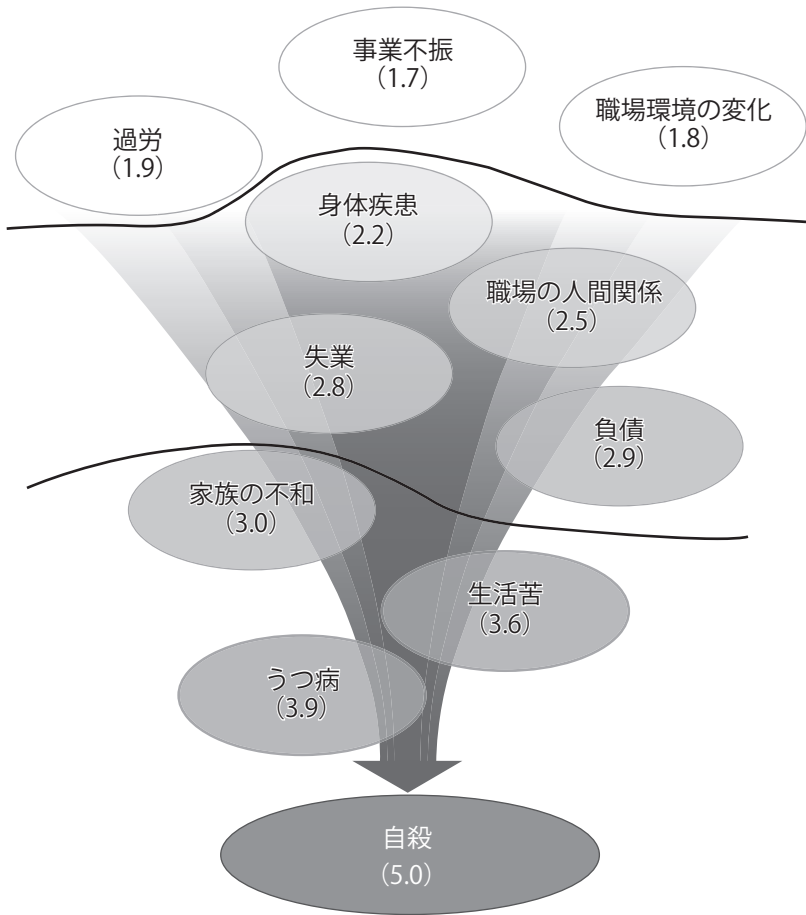 事業不振
(1.7)
職場環境の変化
(1.8)
過労
(1.9)
身体疾患
(2.2)
職場の人間関係
(2.5)
失業
(2.8)
負債
(2.9)
家族の不和
(3.0)
生活苦
(3.6)
うつ病
(3.9)
自殺
(5.0)